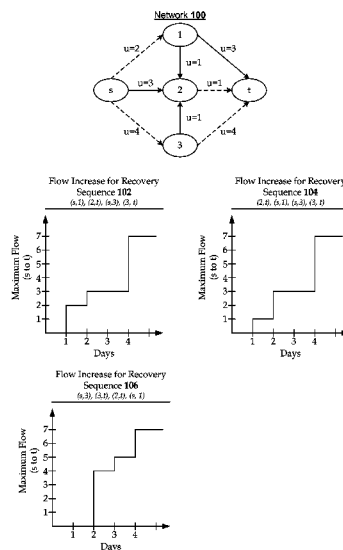 Network 100
1
u=2
u=3
u=1
s
u=3
2
u=1
t
u=1
u=4
u=4
3
Flow Increase for Recovery
Sequence 102
(s,1), (2,t), (s,3), (3, t)
Maximum Flow
(s to t)
7
6
5
4
3
2
1
1 2 3 4
Days
Flow Increase for Recovery
Sequence 104
(2,t), (s,1), (s,3), (3, t)
Maximum Flow
(s to t)
7
6
5
4
3
2
1
1 2 3 4
Days
Flow Increase for Recovery
Sequence 106
(s,3), (3,t), (2,t), (s, 1)
Maximum Flow
(s to t)
7
6
5
4
3
2
1
1 2 3 4
Days